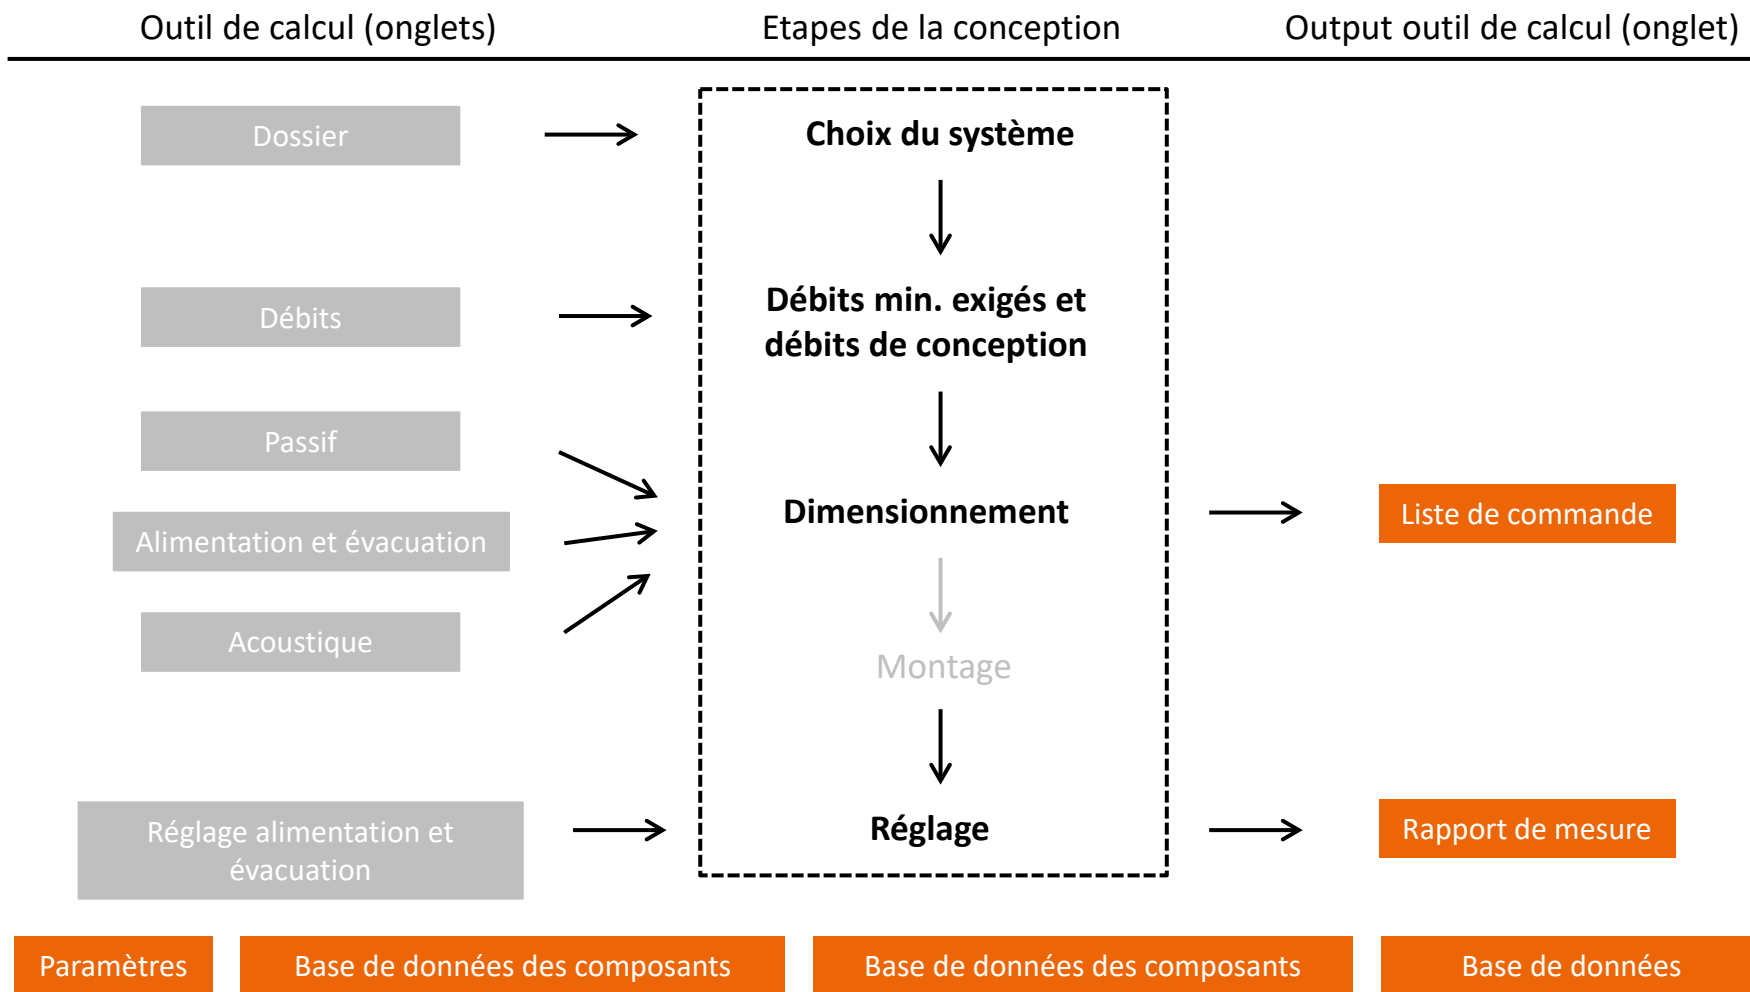 Outil de calcul (onglets)
Etapes de la conception
Output outil de calcul (onglet)
Dossier
Choix du système
Débits
Débits min. exigés et
débits de conception
Passif
Alimentation et évacuation
Dimensionnement
Liste de commande
Acoustique
Montage
Réglage alimentation et
évacuation
Réglage
Rapport de mesure
Paramètres
Base de données des composants
Base de données des composants
Base de données